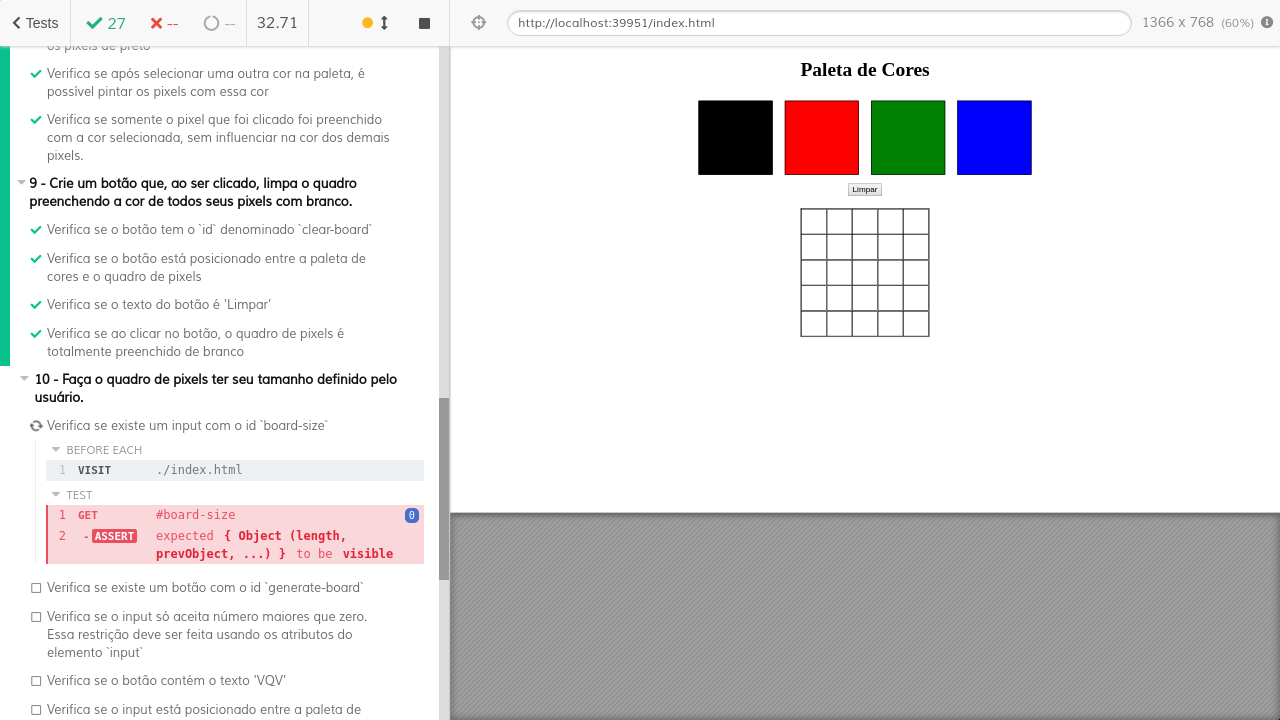 Tests
27
--
--
32.71
http://localhost:39951/index.html
1366 x 768 (60%)
os pixels de preto
Verifica se após selecionar uma outra cor na paleta, é
possível pintar os pixels com essa cor
Verifica se somente o pixel que foi clicado foi preenchido
com a cor selecionada, sem influenciar na cor dos demais
pixels.
9 - Crie um botão que, ao ser clicado, limpa o quadro
preenchendo a cor de todos seus pixels com branco.
Verifica se o botão tem o `id` denominado `clear-board`
Verifica se o botão está posicionado entre a paleta de
cores e o quadro de pixels
Verifica se o texto do botão é 'Limpar'
Verifica se ao clicar no botão, o quadro de pixels é
totalmente preenchido de branco
10 - Faça o quadro de pixels ter seu tamanho definido pelo
usuário.
Verifica se existe um input com o id `board-size`
BEFORE EACH
1 VISIT ./index.html
TEST
1 GET #board-size 0
2 - ASSERT expected { Object (length,
prevObject, ...) } to be visible
Verifica se existe um botão com o id `generate-board`
Verifica se o input só aceita número maiores que zero.
Essa restrição deve ser feita usando os atributos do
elemento `input`
Verifica se o botão contém o texto 'VQV'
Verifica se o input está posicionado entre a paleta de
Paleta de Cores
Limpar